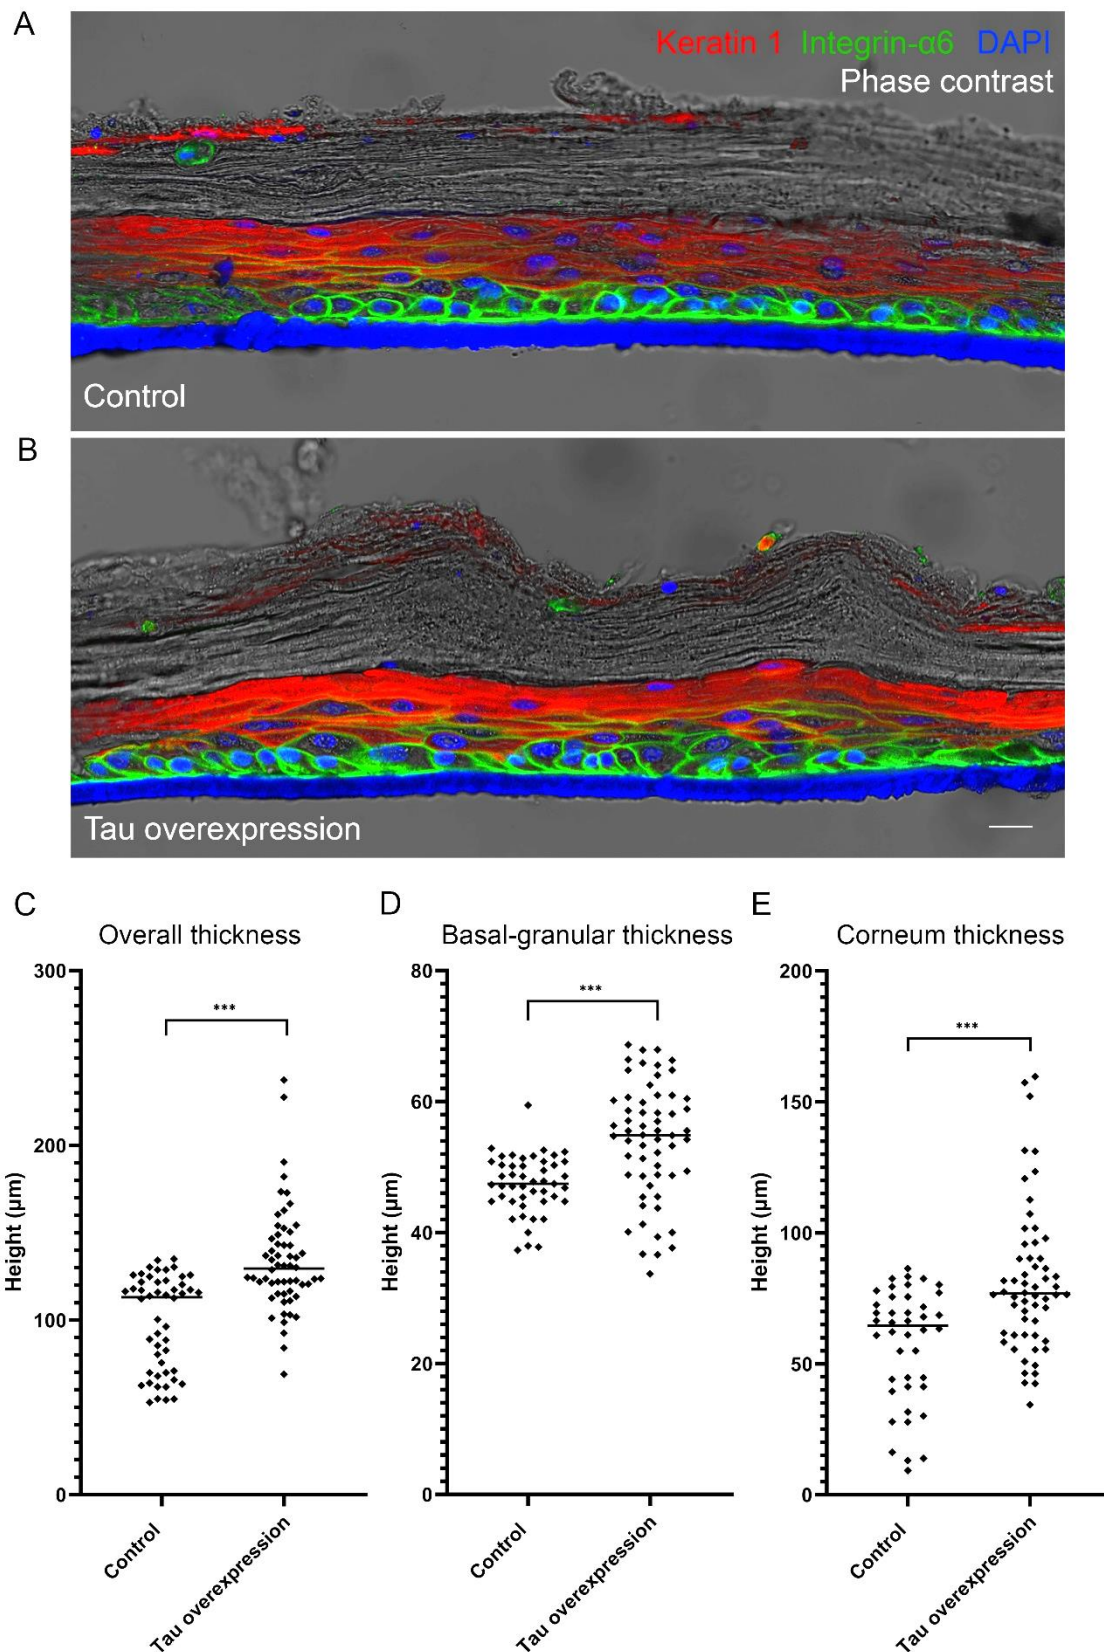 A
Keratin 1 Integrin-α6 DAPI
Phase contrast
Control
B
Tau overexpression
C
Overall thickness
300
200
100
0
Height (µm)
***
Control
Tau overexpression
D
Basal-granular thickness
80
60
40
20
0
Height (µm)
***
Control
Tau overexpression
E
Corneum thickness
200
150
100
50
0
Height (µm)
***
Control
Tau overexpression